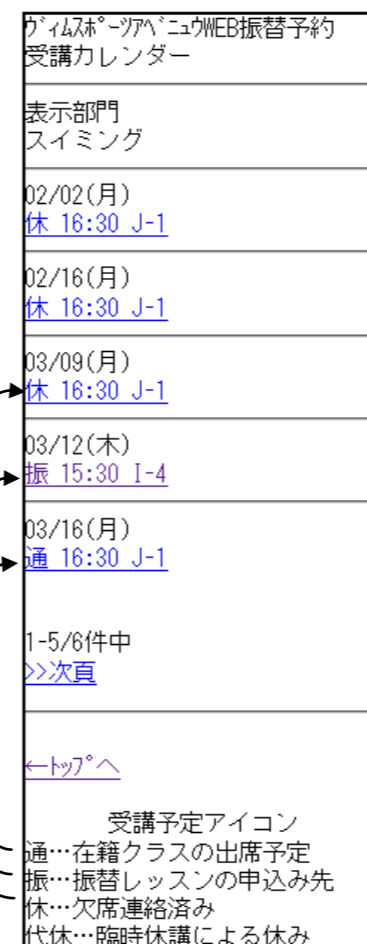 ｳﾞｨﾑｽﾎﾟｰﾂｱﾍﾞﾆｭｳWEB振替予約
受講カレンダー
表示部門
スイミング
02/02(月)
休 16:30 J-1
02/16(月)
休 16:30 J-1
03/09(月)
休 16:30 J-1
03/12(木)
振 15:30 I-4
03/16(月)
通 16:30 J-1
1-5/6件中
>>次頁
←ﾄｯﾌﾟへ
受講予定アイコン
通…在籍クラスの出席予定
振…振替レッスンの申込み先
休…欠席連絡済み
代休…臨時休講による休み